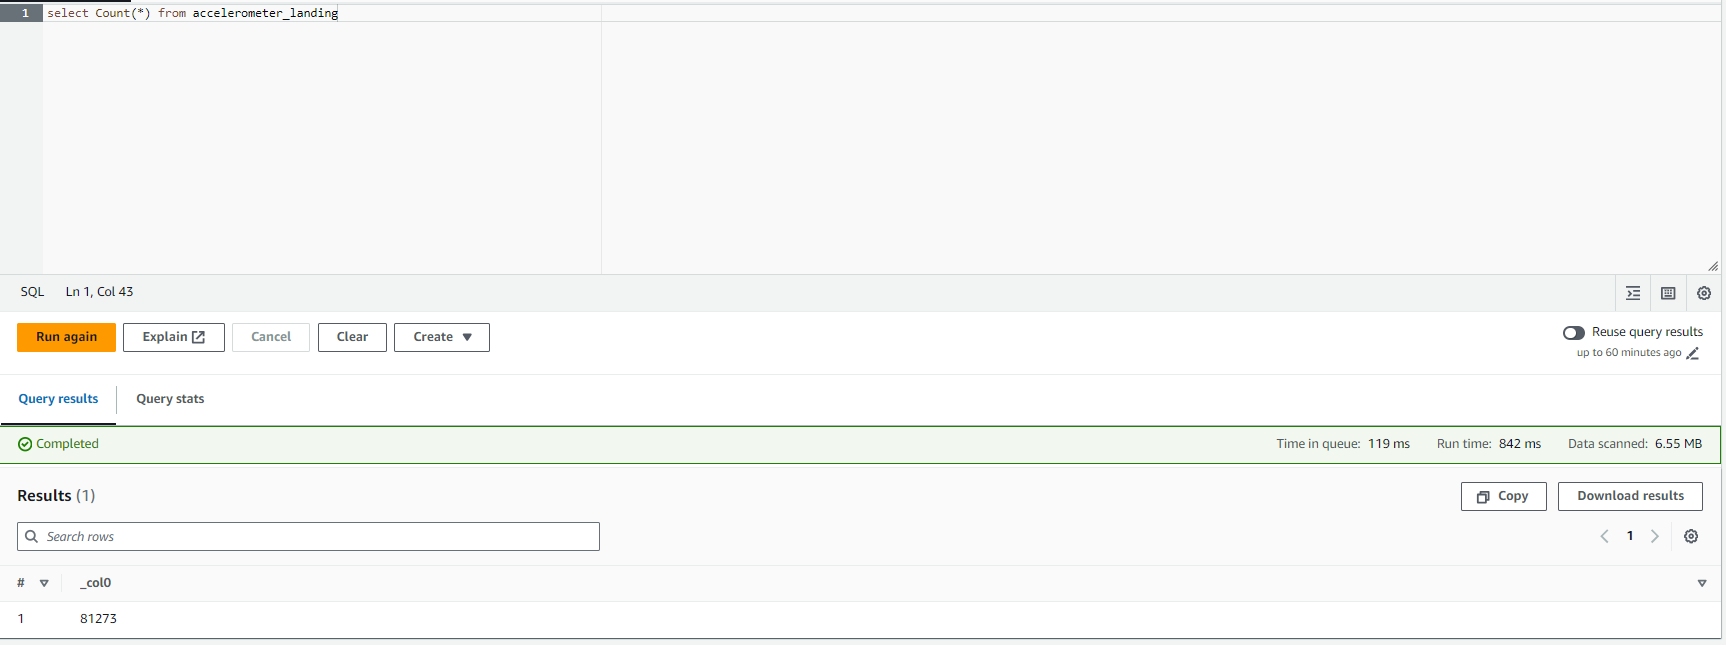 1 select Count(*) from accelerometer_landing
SQL Ln 1, Col 43
Run again Explain Cancel Clear Create Reuse query results
up to 60 minutes ago
Query results Query stats
Completed Time in queue: 119 ms Run time: 842 ms Data scanned: 6.55 MB
Results (1) Copy Download results
Search rows 1
# _col0
1 81273